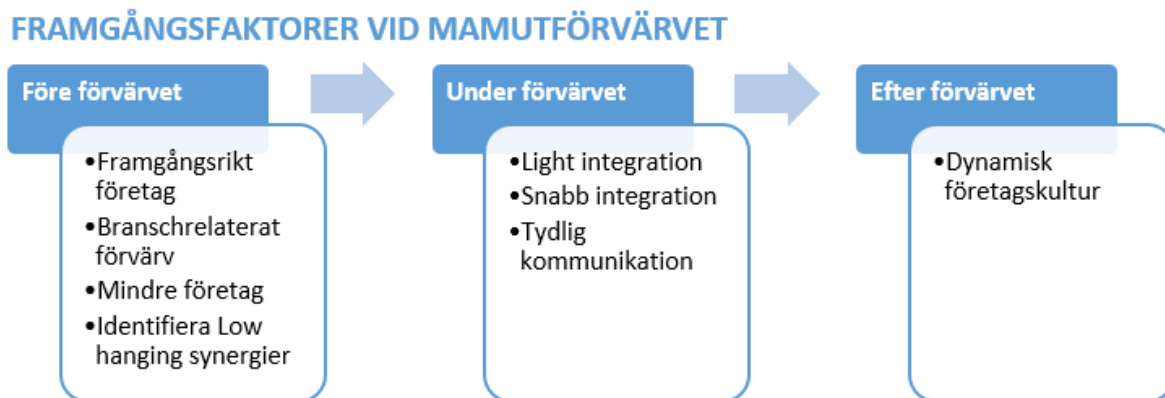 FRAMGÅNGSFAKTORER VID MAMUTFÖRVÄRVET
Före förvärvet
•Framgångsrikt
företag
•Branschrelaterat
förvärv
•Mindre företag
•Identifiera Low
hanging synergier
Under förvärvet
•Light integration
•Snabb integration
•Tydlig
kommunikation
Efter förvärvet
•Dynamisk
företagskultur